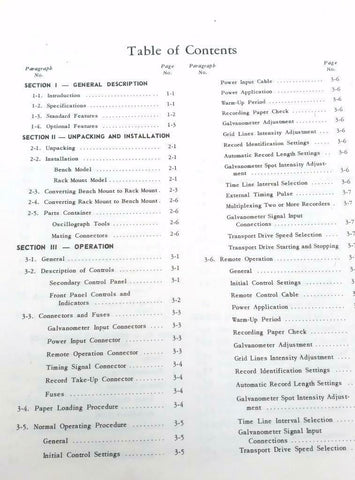 Table of Contents
Paragraph No.
Page No.
SECTION I — GENERAL DESCRIPTION
1-1. Introduction 1-1
1-2. Specifications 1-1
1-3. Standard Features 1-2
1-4. Optional Features 1-3
SECTION II — UNPACKING AND INSTALLATION
2-1. Unpacking 2-1
2-2. Installation 2-1
Bench Model 2-1
Rack Mount Model 2-1
2-3. Converting Bench Mount to Rack Mount 2-1
2-4. Converting Rack Mount to Bench Mount 2-6
2-5. Parts Container 2-6
Oscillograph Tools 2-6
Mating Connectors 2-6
SECTION III — OPERATION
3-1. General 3-1
3-2. Description of Controls 3-1
Secondary Control Panel 3-1
Front Panel Controls and
Indicators 3-2
3-3. Connectors and Fuses 3-3
Galvanometer Input Connectors 3-4
Power Input Connector 3-4
Remote Operation Connector 3-4
Timing Signal Connector 3-4
Record Take-Up Connector 3-4
Fuses 3-4
3-4. Paper Loading Procedure 3-4
3-5. Normal Operating Procedure 3-5
General 3-5
Initial Control Settings 3-5
Paragraph No.
Page No.
Power Input Cable 3-6
Power Application 3-6
Warm-Up Period 3-6
Recording Paper Check 3-6
Galvanometer Adjustment 3-6
Grid Lines Intensity Adjustment 3-6
Record Identification Settings 3-6
Automatic Record Length Settings
Galvanometer Spot Intensity Adjust-
ment 3-6
Time Line Interval Selection 3-6
External Timing Pulse
Multiplexing Two or More Recorders
Galvanometer Signal Input
Connections 3-7
Transport Drive Speed Selection 3-7
Transport Drive Starting and Stopping 3-7
3-6. Remote Operation
General
Initial Control Settings
Remote Control Cable
Power Application
Warm-Up Period
Recording Paper Check
Grid Lines Intensity Adjustment
Record Identification Settings
Automatic Record Length Settings
Galvanometer Spot Intensity Adjust-
ment
Time Line Interval Selection
Galvanometer Signal Input
Connections
Transport Drive Speed Selection